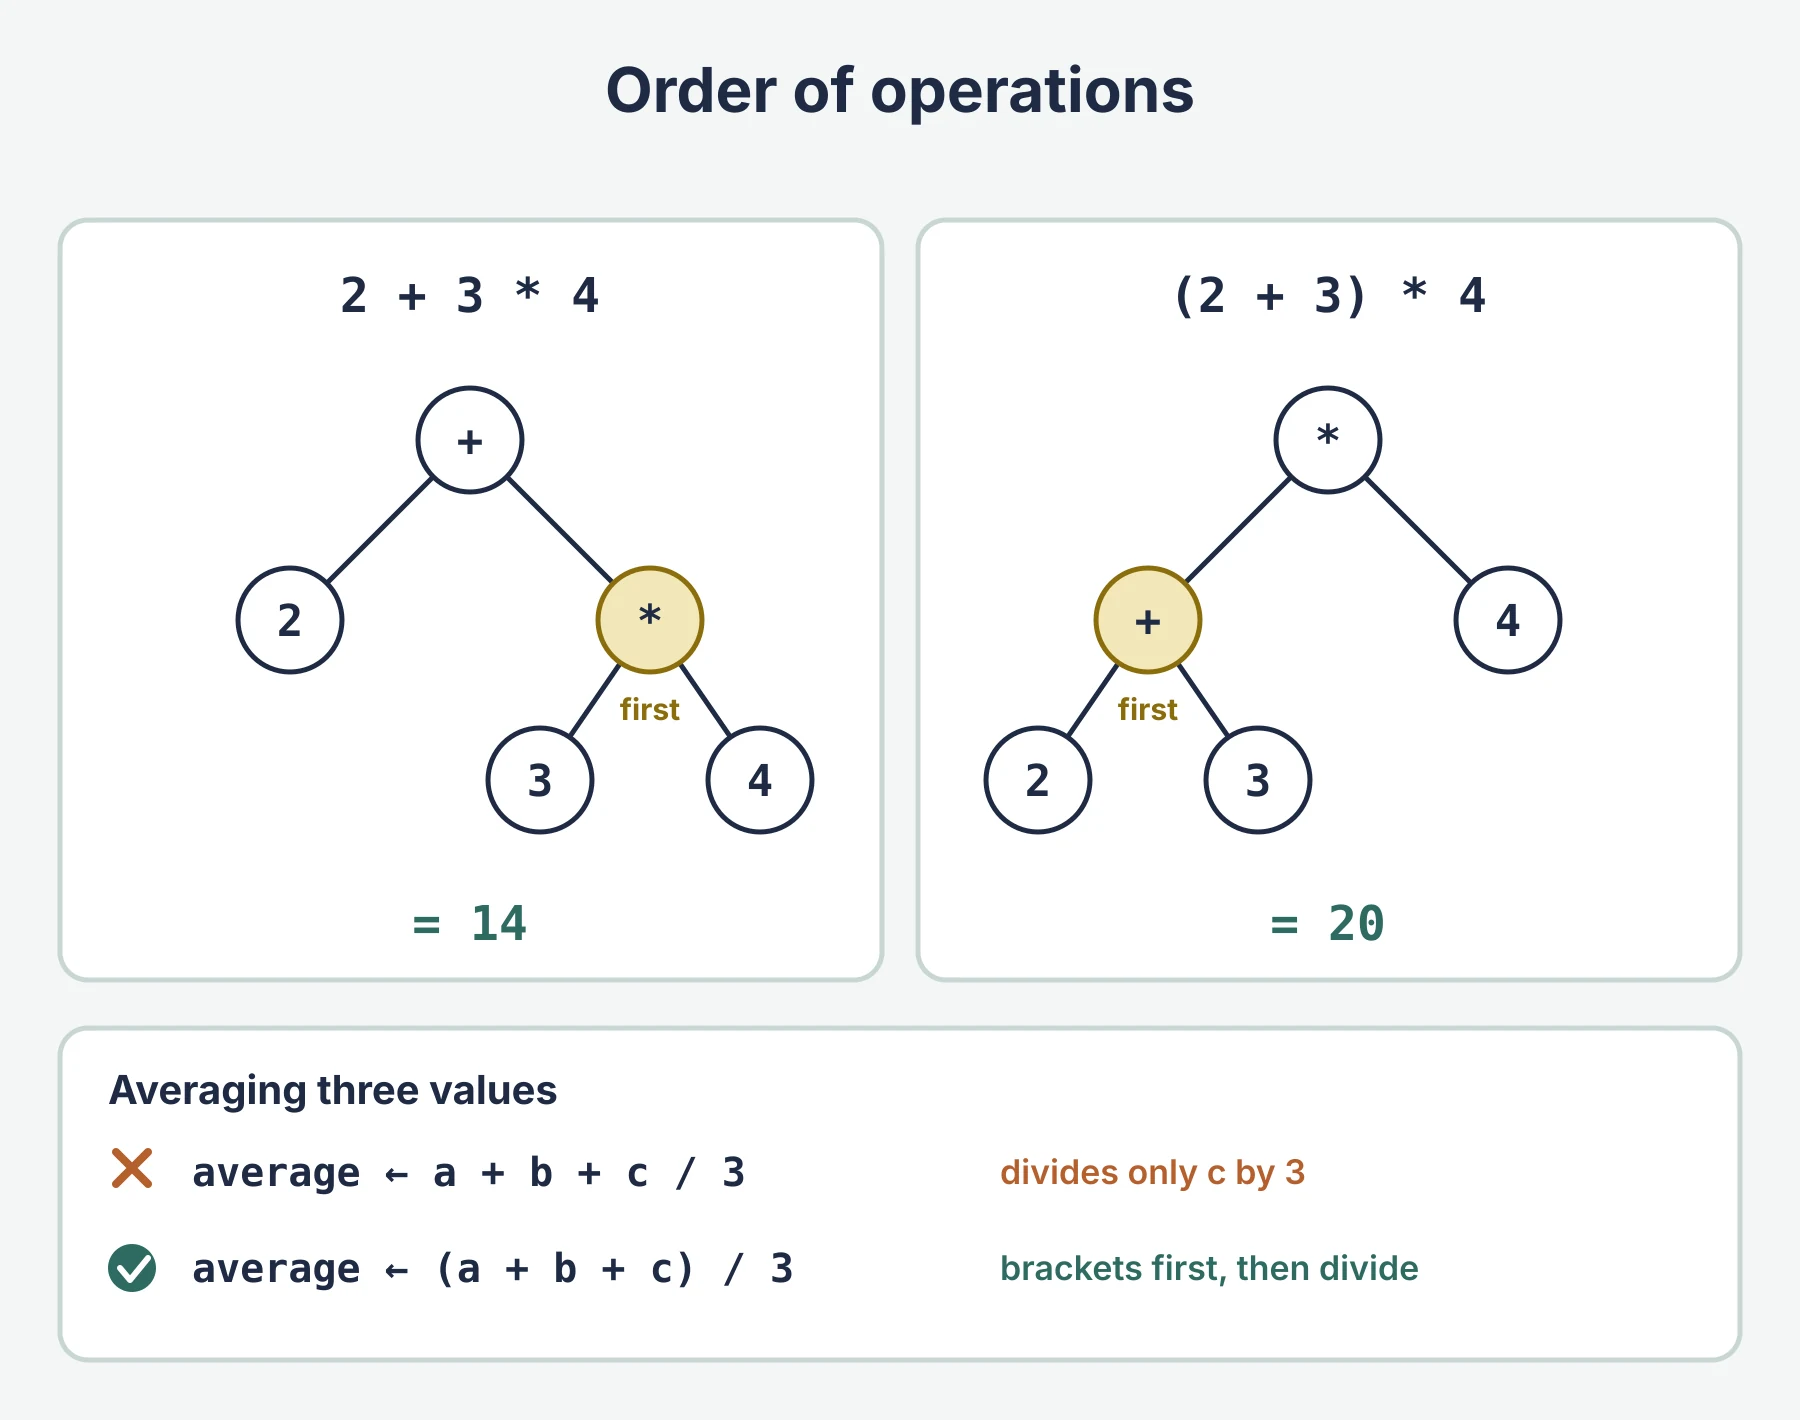 Order of operations
2 + 3 * 4
+
2
*
first
3
4
= 14
(2 + 3) * 4
*
+
4
first
2
3
= 20
Averaging three values
average ← a + b + c / 3
divides only c by 3
average ← (a + b + c) / 3
brackets first, then divide